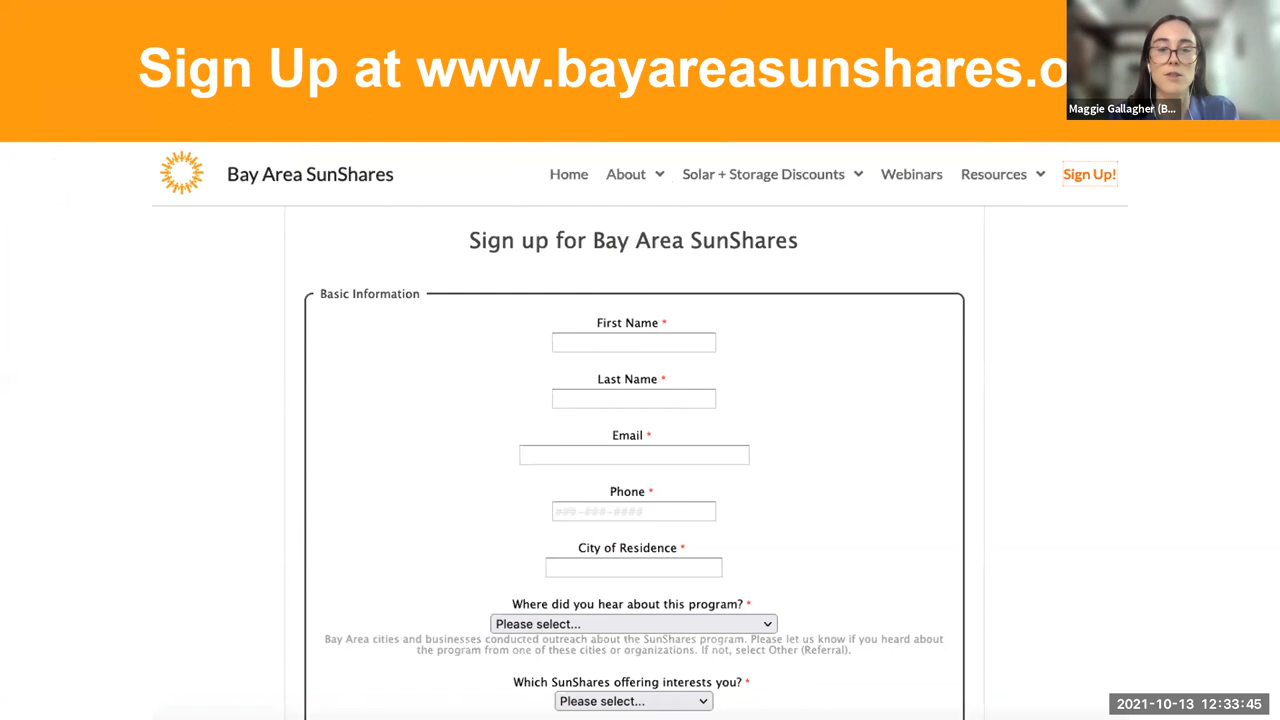 Sign Up at www.bayareasunshares.o
Maggie Gallagher (B...
Bay Area SunShares
Home About Solar + Storage Discounts Webinars Resources Sign Up!
Sign up for Bay Area SunShares
Basic Information
First Name *
Last Name *
Email *
Phone *
###-###-####
City of Residence *
Where did you hear about this program? *
Please select...
Bay Area cities and businesses conducted outreach about the SunShares program. Please let us know if you heard about
the program from one of these cities or organizations. If not, select Other (Referral).
Which SunShares offering interests you? *
Please select...
2021-10-13 12:33:45